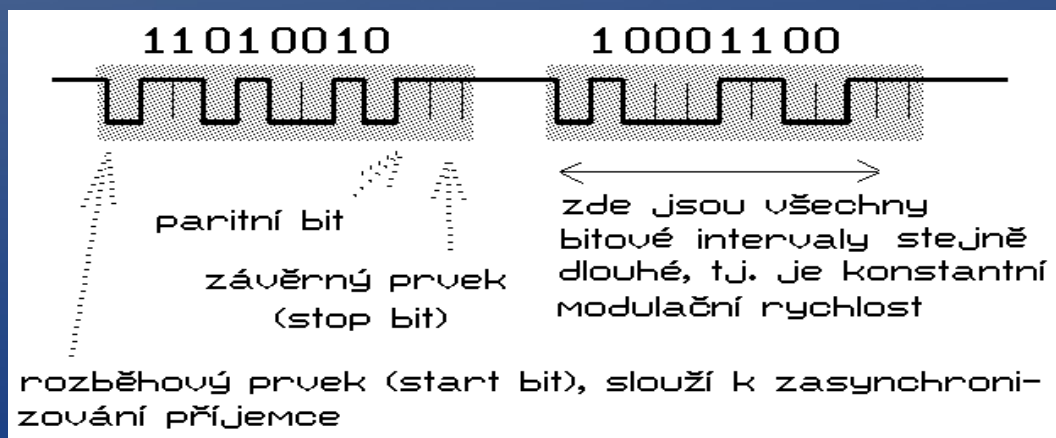 11010010
10001100
paritní bit
závěrný prvek
(stop bit)
zde jsou všechny
bitové intervaly stejně
dlouhé, t.j. je konstantní
modulační rychlost
rozběhový prvek (start bit), slouží k zasynchroni-
zování příjemce